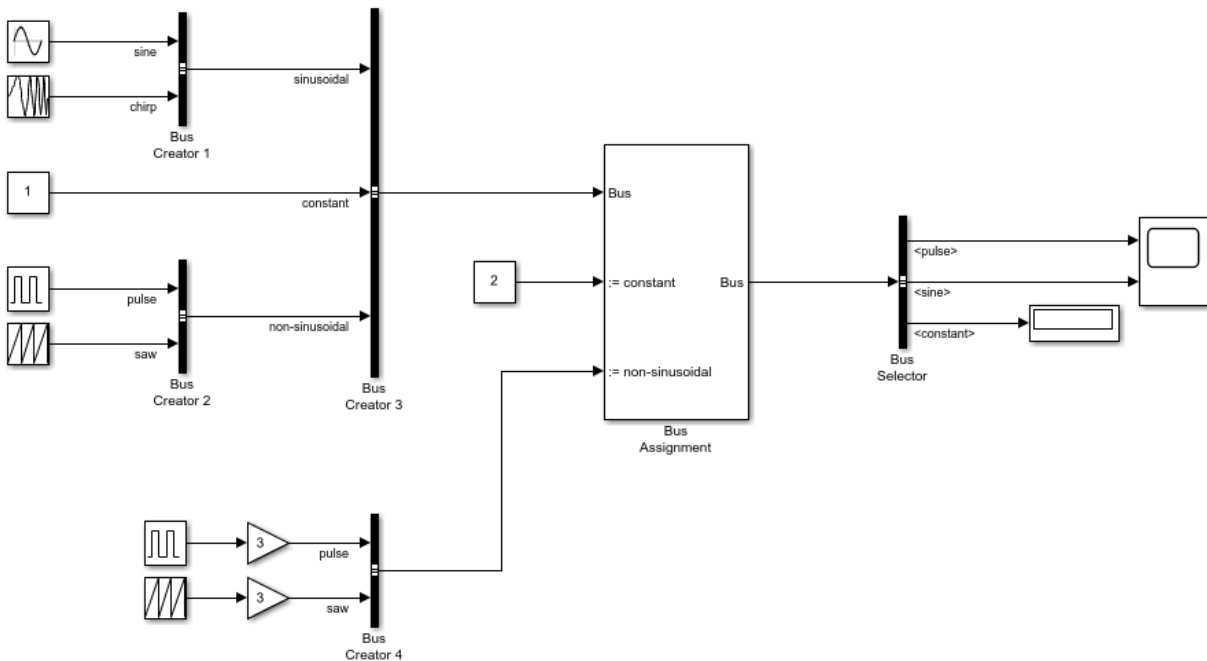 sine
sinusoidal
chirp
Bus
Creator 1
1
constant
Bus
:= constant
Bus
2
<pulse>
<sine>
<constant>
pulse
non-sinusoidal
saw
Bus
Creator 2
Bus
Creator 3
:= non-sinusoidal
Bus
Selector
Bus
Assignment
3
pulse
3
saw
Bus
Creator 4